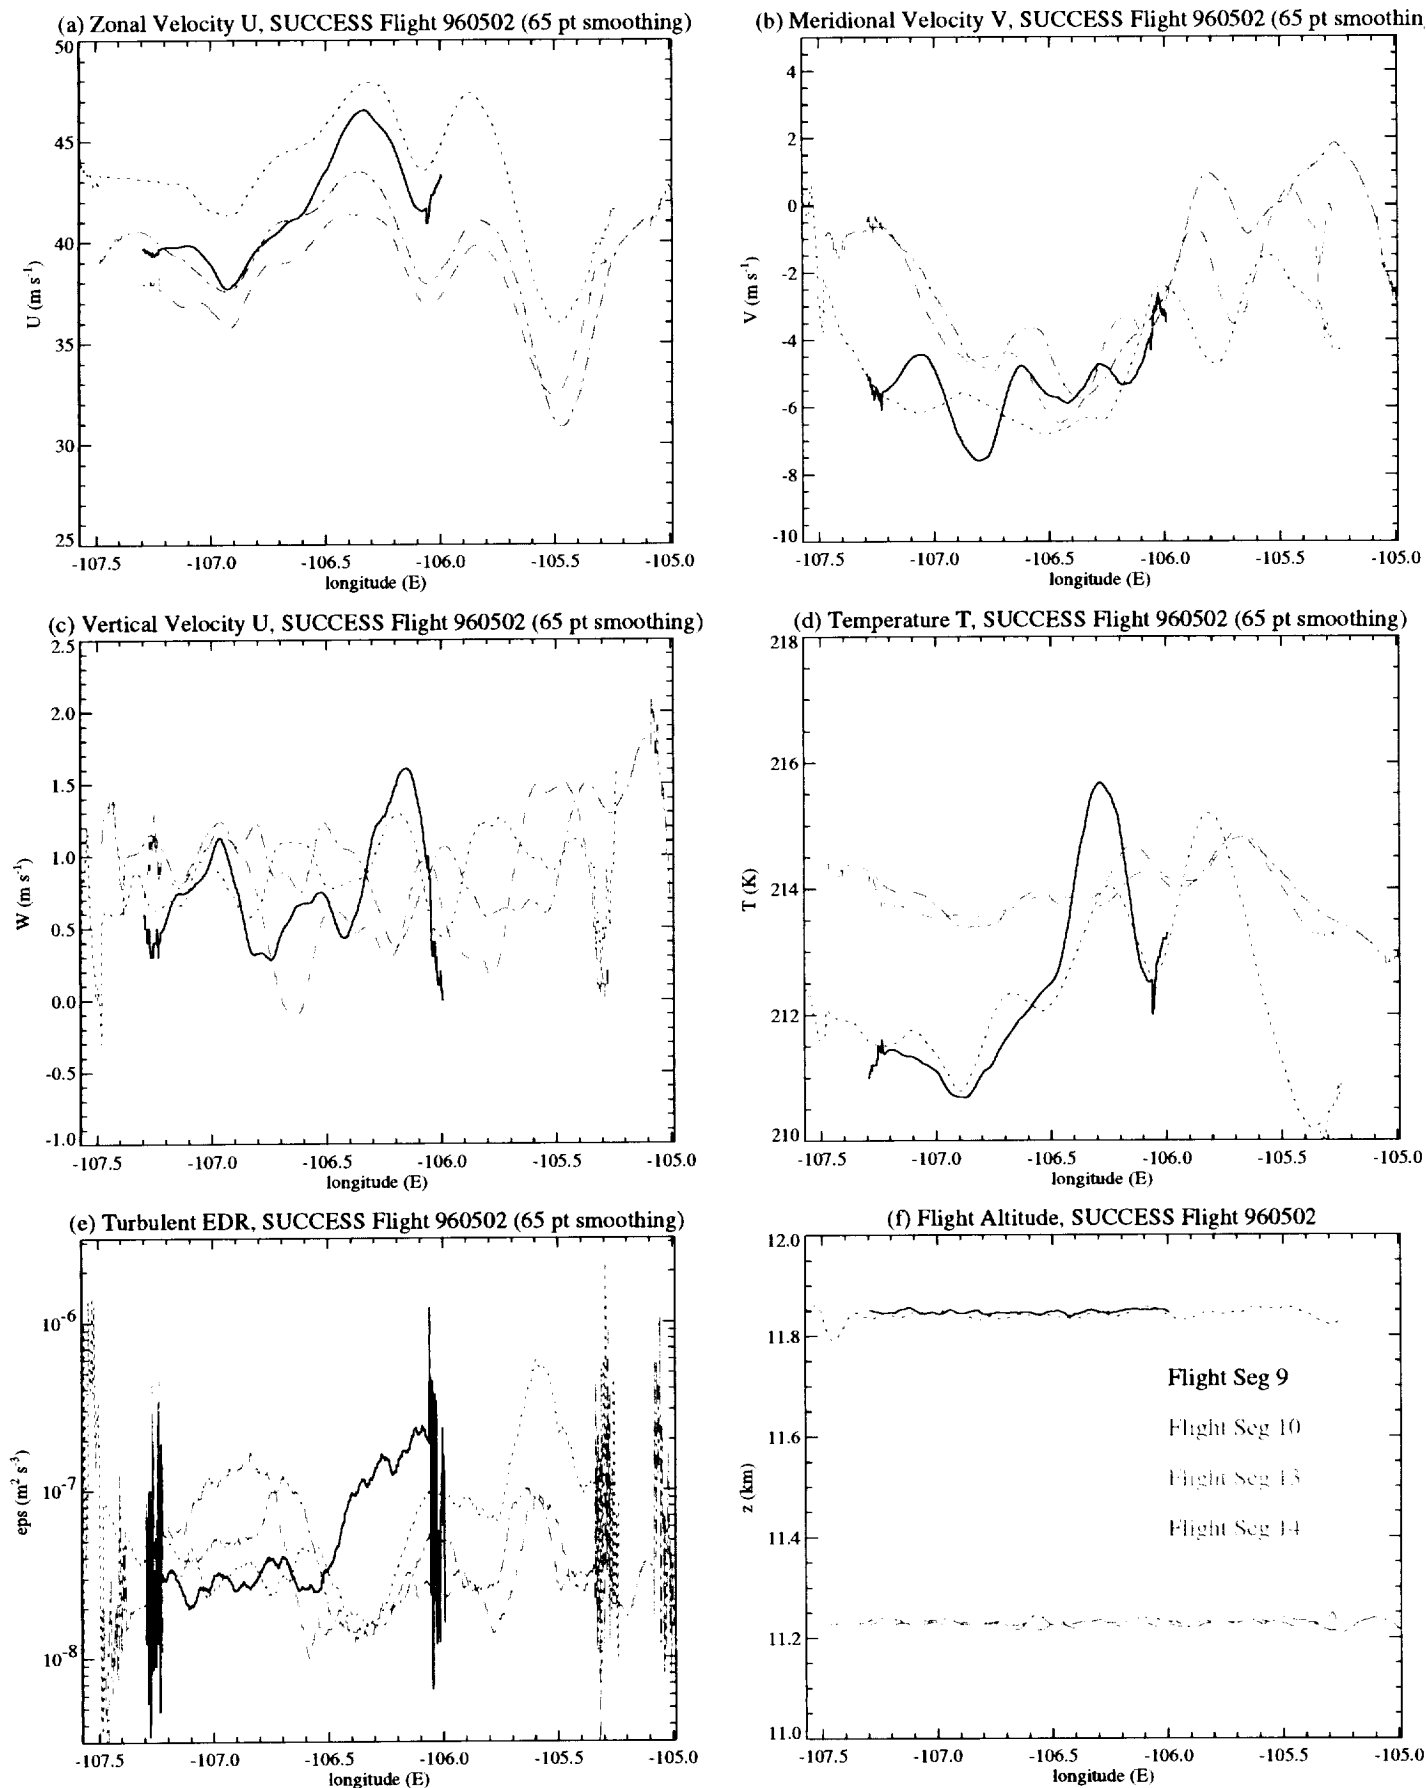 (a) Zonal Velocity U, SUCCESS Flight 960502 (65 pt smoothing)
50
45
40
35
30
25
U (m s⁻¹)
-107.5 -107.0 -106.5 -106.0 -105.5 -105.0
longitude (E)
(b) Meridional Velocity V, SUCCESS Flight 960502 (65 pt smoothin
4
2
0
-2
-4
-6
-8
-10
V (m s⁻¹)
-107.5 -107.0 -106.5 -106.0 -105.5 -105.0
longitude (E)
(c) Vertical Velocity U, SUCCESS Flight 960502 (65 pt smoothing)
2.5
2.0
1.5
1.0
0.5
0.0
-0.5
-1.0
W (m s⁻¹)
-107.5 -107.0 -106.5 -106.0 -105.5 -105.0
longitude (E)
(d) Temperature T, SUCCESS Flight 960502 (65 pt smoothing)
218
216
214
212
210
T (K)
-107.5 -107.0 -106.5 -106.0 -105.5 -105.0
longitude (E)
(e) Turbulent EDR, SUCCESS Flight 960502 (65 pt smoothing)
10⁻⁶
10⁻⁷
10⁻⁸
eps (m² s⁻³)
-107.5 -107.0 -106.5 -106.0 -105.5 -105.0
longitude (E)
(f) Flight Altitude, SUCCESS Flight 960502
12.0
11.8
11.6
11.4
11.2
11.0
z (km)
Flight Seg 9
Flight Seg 10
Flight Seg 13
Flight Seg 14
-107.5 -107.0 -106.5 -106.0 -105.5 -105.0
longitude (E)